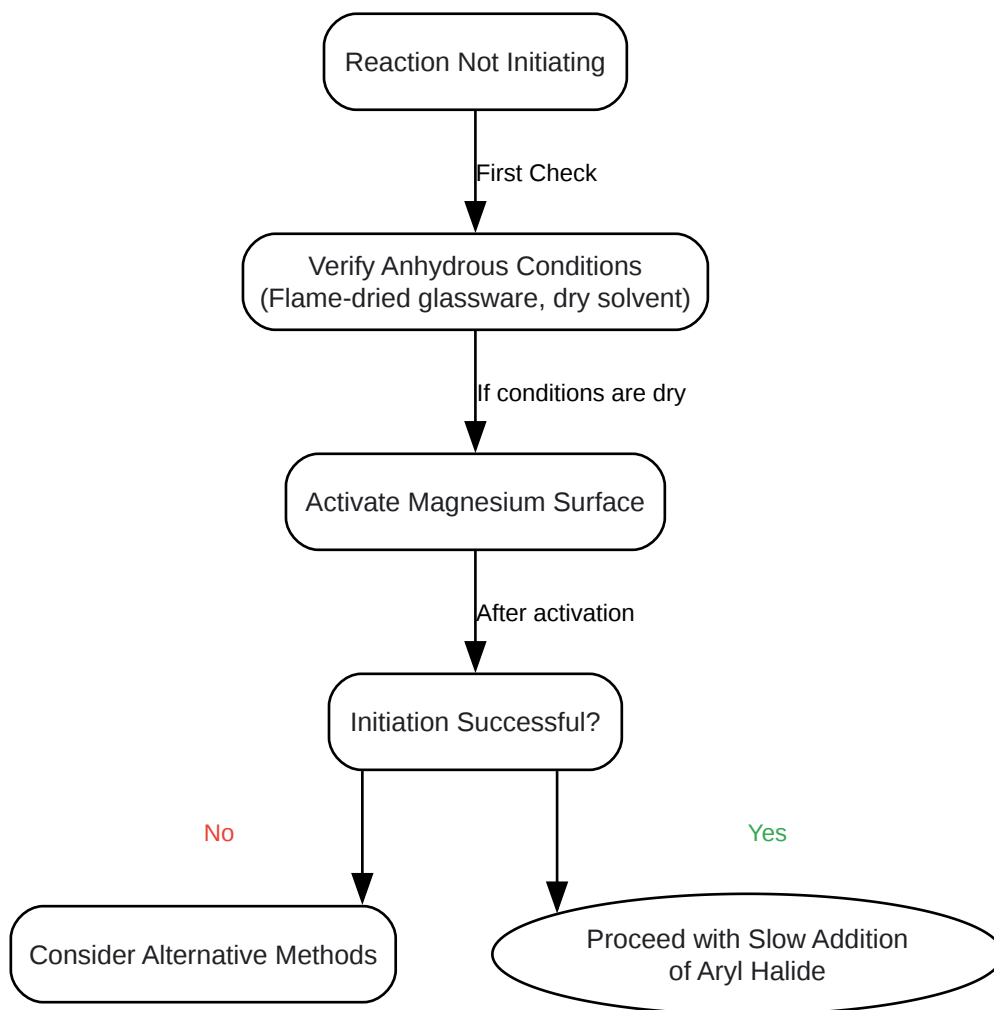 Reaction Not Initiating
First Check
Verify Anhydrous Conditions
(Flame-dried glassware, dry solvent)
If conditions are dry
Activate Magnesium Surface
After activation
Initiation Successful?
No
Yes
Consider Alternative Methods
Proceed with Slow Addition
of Aryl Halide